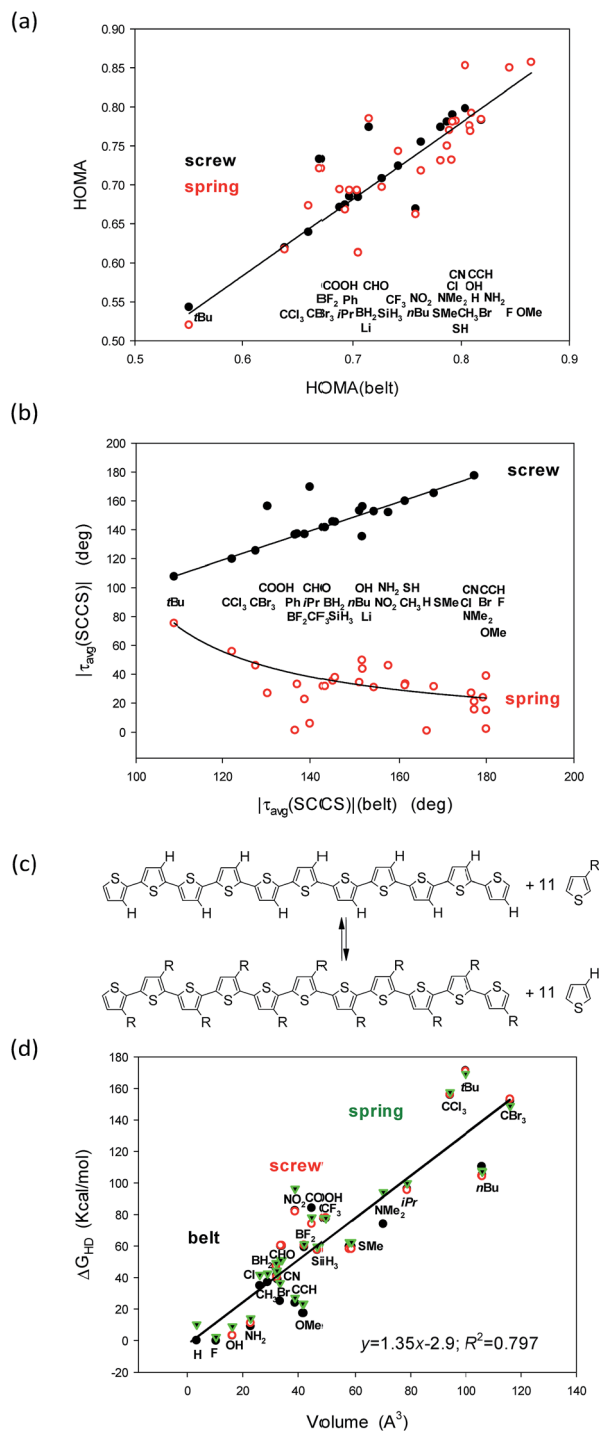 (a)
0.90
0.85
0.80
0.75
0.70
0.65
0.60
0.55
0.50
HOMA
screw
spring
CN CCH
COOH CHO Cl OH
BF2 Ph CF3 NO2 NMe2 H NH2
CCl3 CBr3 iPr BH2 SiH3 nBu SMe CH3 Br F OMe
Li SH
tBu
0.5 0.6 0.7 0.8 0.9
HOMA(belt)
(b)
200
180
160
140
120
100
80
60
40
20
0
|τavg(SCCS)| (deg)
screw
CN CCH
COOH CHO OH NH2 SH
tBu CCl3 CBr3 Ph iPr BH2 nBu NO2 CH3 H SMe Cl Br F
BF2 CF3 SiH3 Li NMe2
OMe
spring
100 120 140 160 180 200
|τavg(SCCS)|(belt) (deg)
(c)
H H H H H R
S S S S S S S S S S + 11 S
H H H H H
R R R R R H
S S S S S S S S S S + 11 S
R R R R R R
(d)
180
160
140
120
100
80
60
40
20
0
-20
ΔGHD (Kcal/mol)
spring
tBu
CCl3
CBr3
screw
nBu
iPr
NO2 COOH
CF3
NMe2
belt
BF2
SMe
BH2 CHO
SiH3
Cl CN
CH3 Br CCH
OMe
H F OH NH2
y=1.35x-2.9; R2=0.797
0 20 40 60 80 100 120 140
Volume (A3)